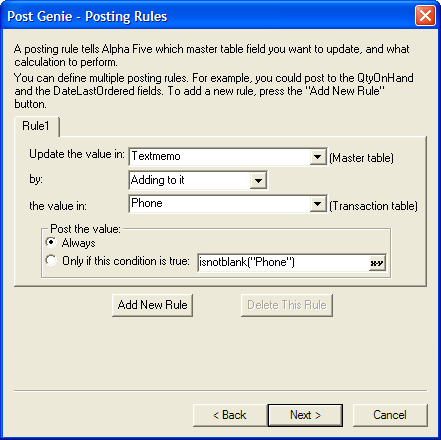 Post Genie - Posting Rules
A posting rule tells Alpha Five which master table field you want to update, and what
calculation to perform.
You can define multiple posting rules. For example, you could post to the QtyOnHand
and the DateLastOrdered fields. To add a new rule, press the "Add New Rule"
button.
Rule1
Update the value in: Textmemo (Master table)
by: Adding to it
the value in: Phone (Transaction table)
Post the value:
Always
Only if this condition is true: isnotblank("Phone") x=y
Add New Rule Delete This Rule
< Back Next > Cancel